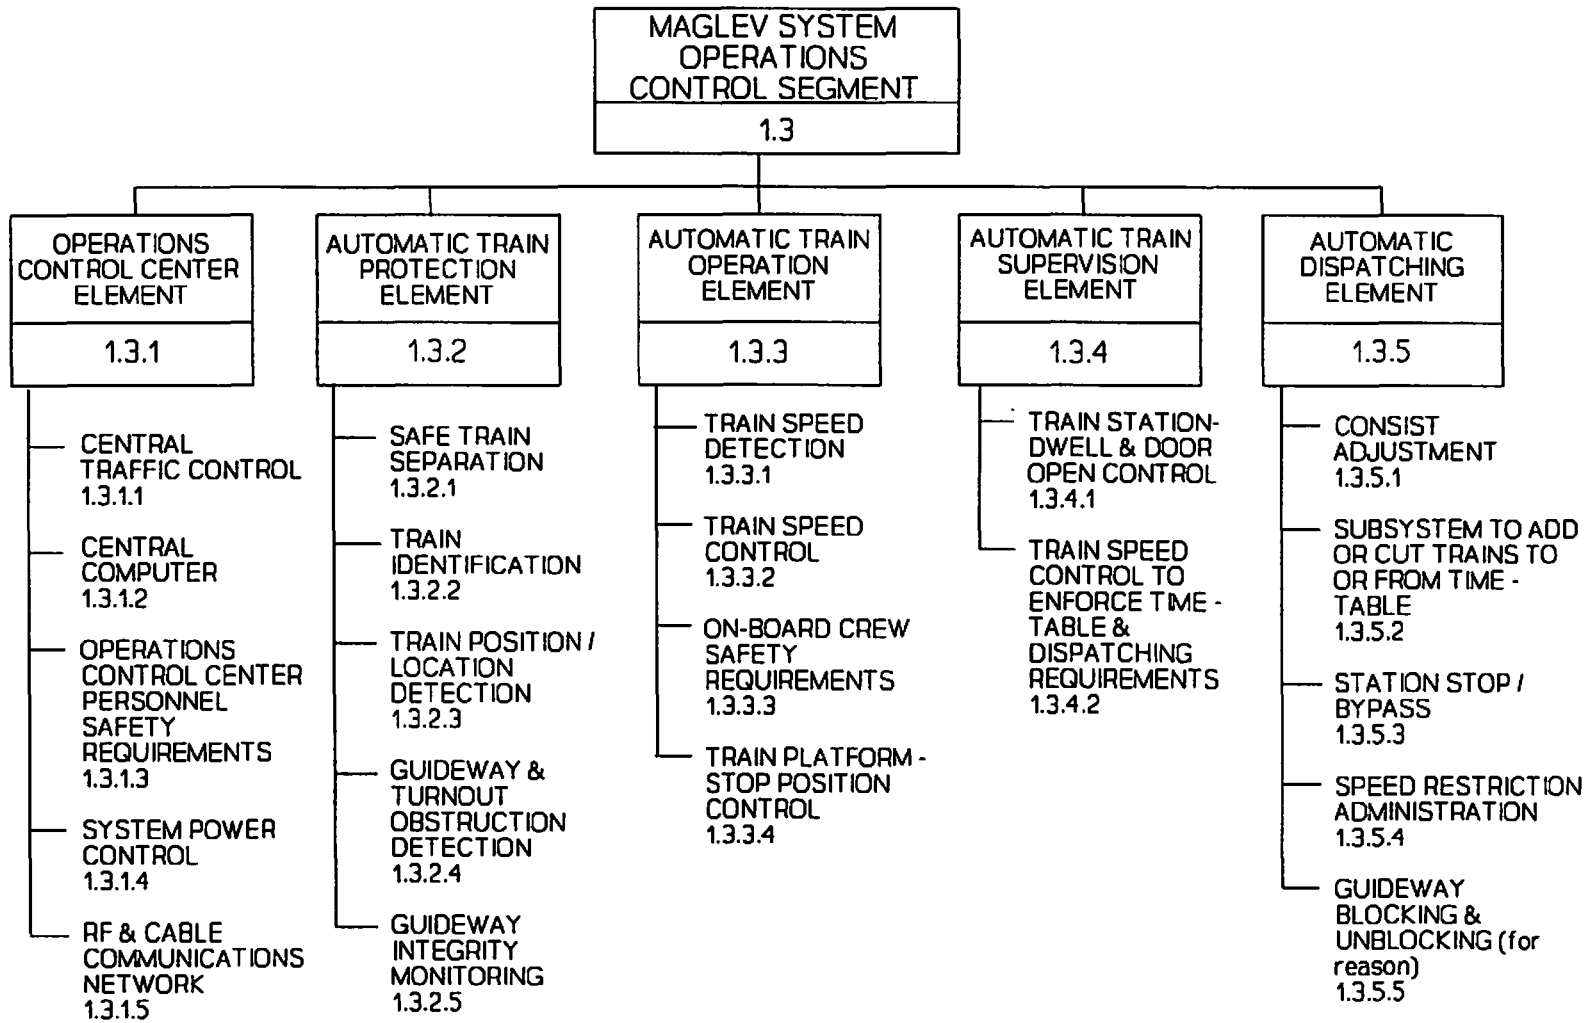 MAGLEV SYSTEM
OPERATIONS
CONTROL SEGMENT
1.3
OPERATIONS
CONTROL CENTER
ELEMENT
1.3.1
CENTRAL
TRAFFIC CONTROL
1.3.1.1
CENTRAL
COMPUTER
1.3.1.2
OPERATIONS
CONTROL CENTER
PERSONNEL
SAFETY
REQUIREMENTS
1.3.1.3
SYSTEM POWER
CONTROL
1.3.1.4
RF & CABLE
COMMUNICATIONS
NETWORK
1.3.1.5
AUTOMATIC TRAIN
PROTECTION
ELEMENT
1.3.2
SAFE TRAIN
SEPARATION
1.3.2.1
TRAIN
IDENTIFICATION
1.3.2.2
TRAIN POSITION /
LOCATION
DETECTION
1.3.2.3
GUIDEWAY &
TURNOUT
OBSTRUCTION
DETECTION
1.3.2.4
GUIDEWAY
INTEGRITY
MONITORING
1.3.2.5
AUTOMATIC TRAIN
OPERATION
ELEMENT
1.3.3
TRAIN SPEED
DETECTION
1.3.3.1
TRAIN SPEED
CONTROL
1.3.3.2
ON-BOARD CREW
SAFETY
REQUIREMENTS
1.3.3.3
TRAIN PLATFORM -
STOP POSITION
CONTROL
1.3.3.4
AUTOMATIC TRAIN
SUPERVISION
ELEMENT
1.3.4
TRAIN STATION-
DWELL & DOOR
OPEN CONTROL
1.3.4.1
TRAIN SPEED
CONTROL TO
ENFORCE TIME -
TABLE &
DISPATCHING
REQUIREMENTS
1.3.4.2
AUTOMATIC
DISPATCHING
ELEMENT
1.3.5
CONSIST
ADJUSTMENT
1.3.5.1
SUBSYSTEM TO ADD
OR CUT TRAINS TO
OR FROM TIME -
TABLE
1.3.5.2
STATION STOP /
BYPASS
1.3.5.3
SPEED RESTRICTION
ADMINISTRATION
1.3.5.4
GUIDEWAY
BLOCKING &
UNBLOCKING (for
reason)
1.3.5.5